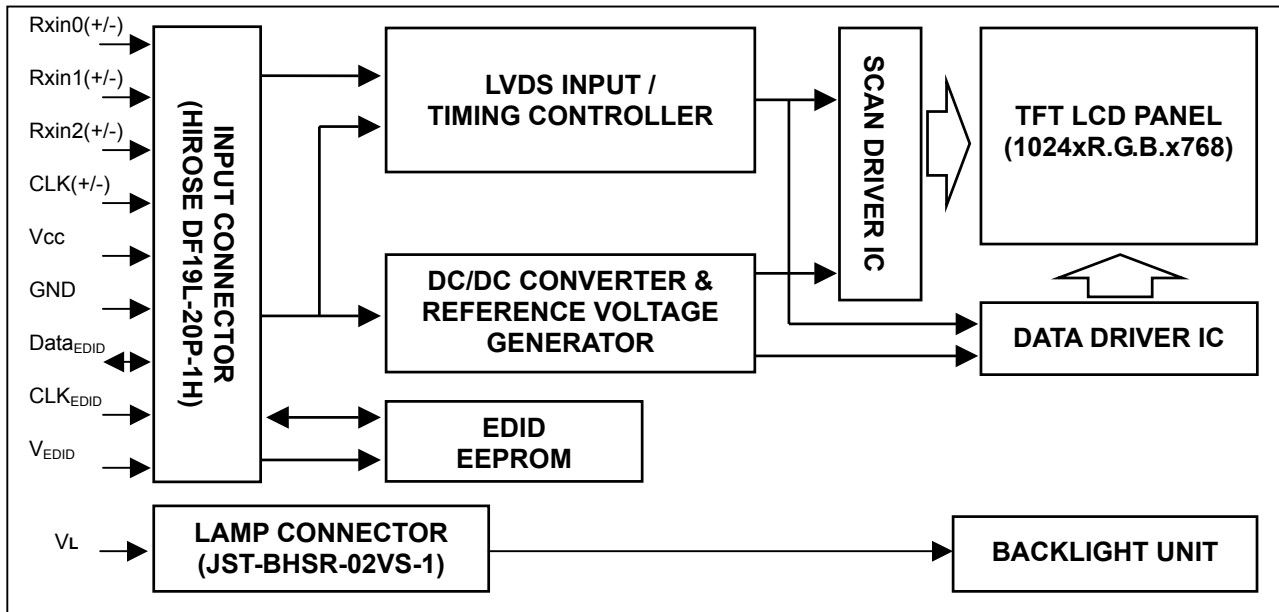 Rxin0(+/-)
Rxin1(+/-)
Rxin2(+/-)
CLK(+/-)
Vcc
GND
DataEDID
CLKEDID
VEDID
VL
INPUT CONNECTOR
(HIROSE DF19L-20P-1H)
LVDS INPUT /
TIMING CONTROLLER
DC/DC CONVERTER &
REFERENCE VOLTAGE
GENERATOR
EDID
EEPROM
SCAN DRIVER IC
TFT LCD PANEL
(1024xR.G.B.x768)
DATA DRIVER IC
LAMP CONNECTOR
(JST-BHSR-02VS-1)
BACKLIGHT UNIT